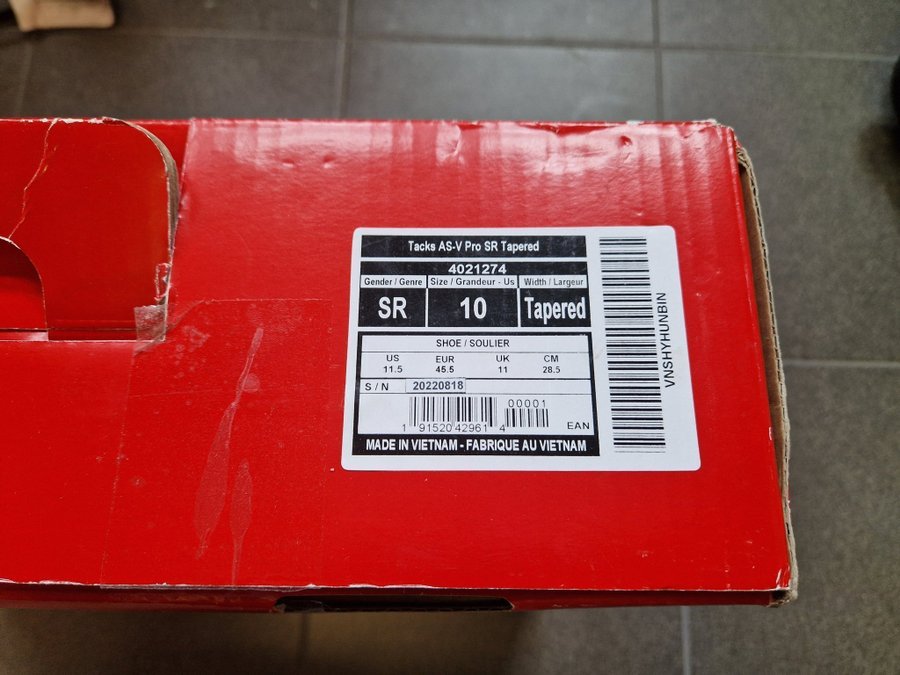 Tacks AS-V Pro SR Tapered
4021274
Gender / Genre Size / Grandeur - Us Width / Largeur
SR 10 Tapered
SHOE / SOULIER
US EUR UK CM
11.5 45.5 11 28.5
S / N 20220818
00001
1 91520 42961 4 EAN
MADE IN VIETNAM - FABRIQUE AU VIETNAM
VNSHYHUNBIN